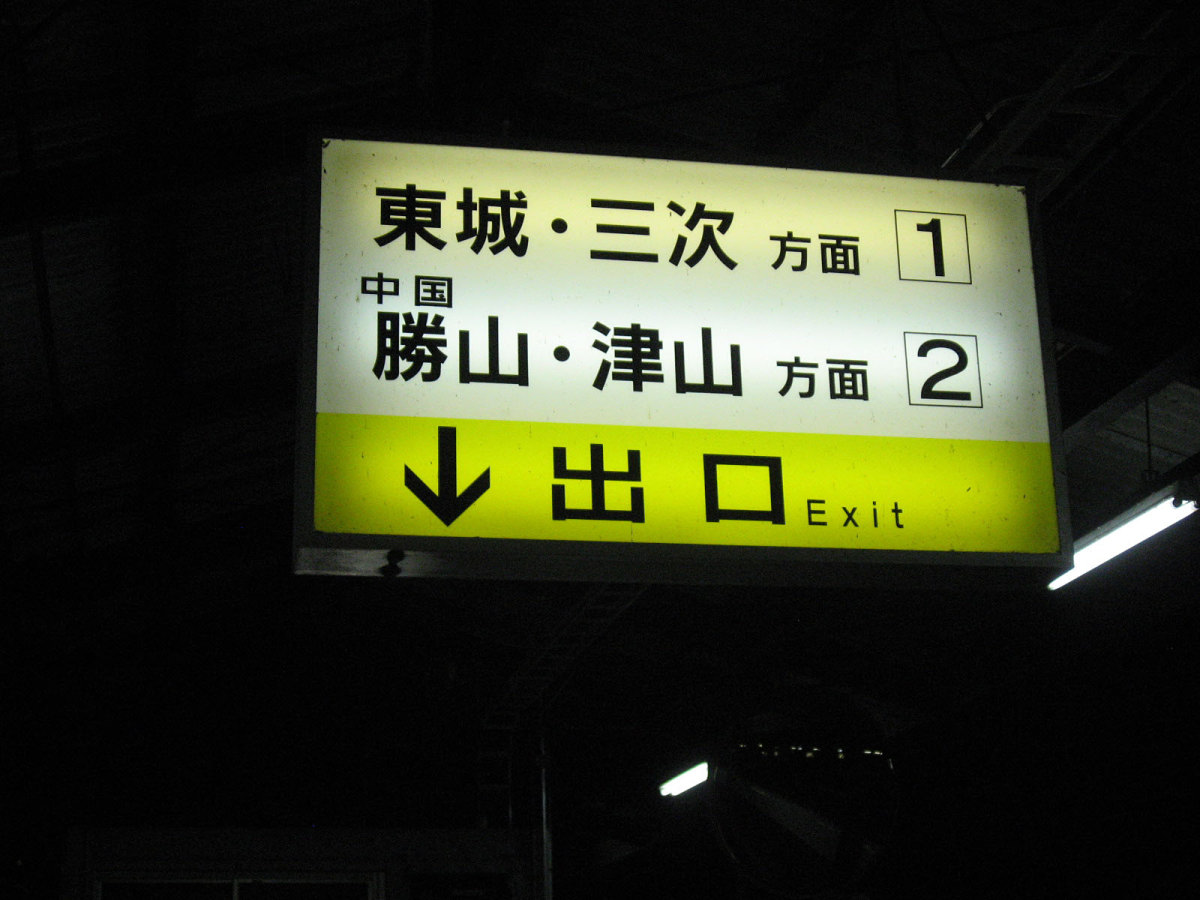 東城・三次 方面 1
中国
勝山・津山 方面 2
↓ 出口 Exit